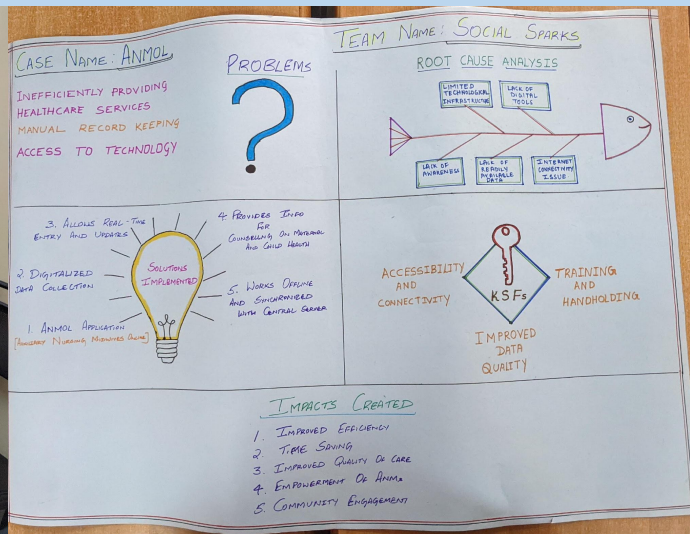 CASE NAME: ANMOL
TEAM NAME: SOCIAL SPARKS
PROBLEMS
INEFFICIENTLY PROVIDING
HEALTHCARE SERVICES
MANUAL RECORD KEEPING
ACCESS TO TECHNOLOGY
?
ROOT CAUSE ANALYSIS
LIMITED
TECHNOLOGICAL
INFRASTRUCTURE
LACK OF
DIGITAL
TOOLS
LACK OF
AWARENESS
LACK OF
READILY
AVAILABLE
DATA
INTERNET
CONNECTIVITY
ISSUE
SOLUTIONS
IMPLEMENTED
1. ANMOL APPLICATION
[AUXILIARY NURSING MIDWIVES ONLINE]
2. DIGITALIZED
DATA COLLECTION
3. ALLOWS REAL-TIME
ENTRY AND UPDATES
4. PROVIDES INFO
FOR
COUNSELLING ON MATERNAL
AND CHILD HEALTH
5. WORKS OFFLINE
AND SYNCHRONIZED
WITH CENTRAL SERVER
KSFs
ACCESSIBILITY
AND
CONNECTIVITY
TRAINING
AND
HANDHOLDING
IMPROVED
DATA
QUALITY
IMPACTS CREATED
1. IMPROVED EFFICIENCY
2. TIME SAVING
3. IMPROVED QUALITY OF CARE
4. EMPOWERMENT OF ANMs
5. COMMUNITY ENGAGEMENT